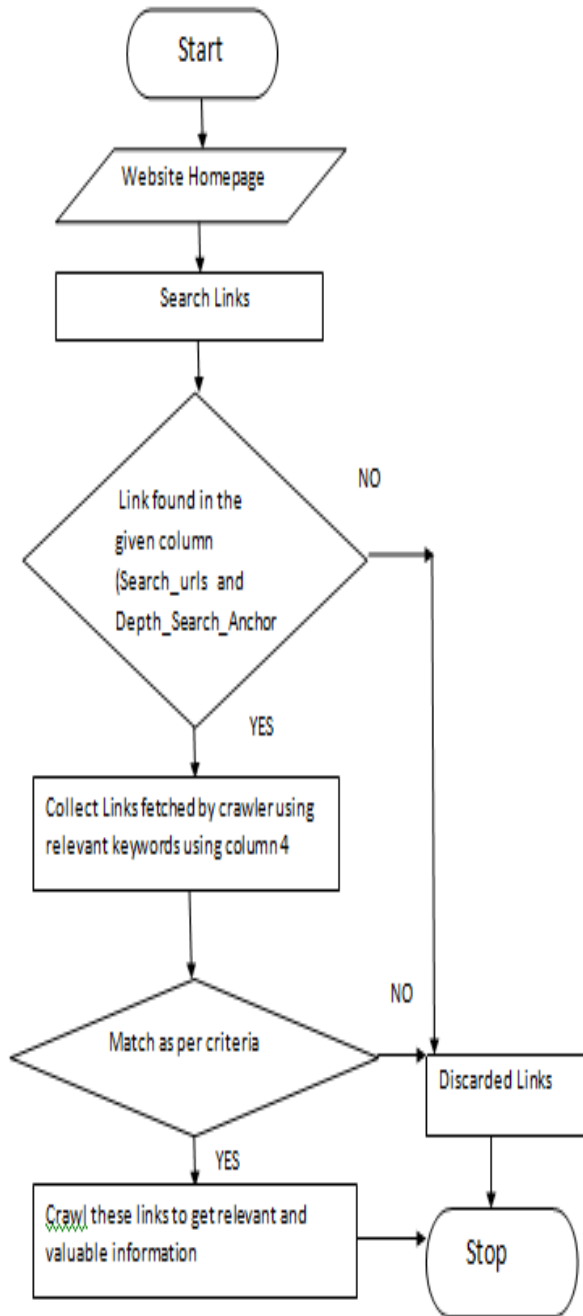 Start
Website Homepage
Search Links
NO
Link found in the
given column
(Search_urls and
Depth_Search_Anchor
YES
Collect Links fetched by crawler using
relevant keywords using column 4
NO
Match as per criteria
Discarded Links
YES
Crawl these links to get relevant and
valuable information
Stop